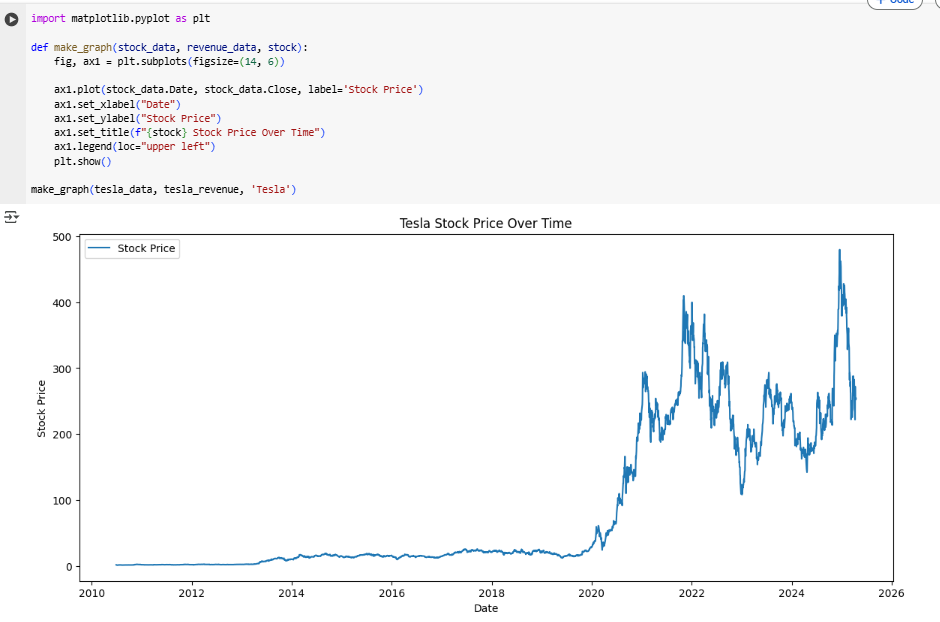 + Code
import matplotlib.pyplot as plt
def make_graph(stock_data, revenue_data, stock):
    fig, ax1 = plt.subplots(figsize=(14, 6))
    ax1.plot(stock_data.Date, stock_data.Close, label='Stock Price')
    ax1.set_xlabel("Date")
    ax1.set_ylabel("Stock Price")
    ax1.set_title(f"{stock} Stock Price Over Time")
    ax1.legend(loc="upper left")
    plt.show()
make_graph(tesla_data, tesla_revenue, 'Tesla')
Tesla Stock Price Over Time
Stock Price
500
400
300
200
100
0
Stock Price
2010 2012 2014 2016 2018 2020 2022 2024 2026
Date